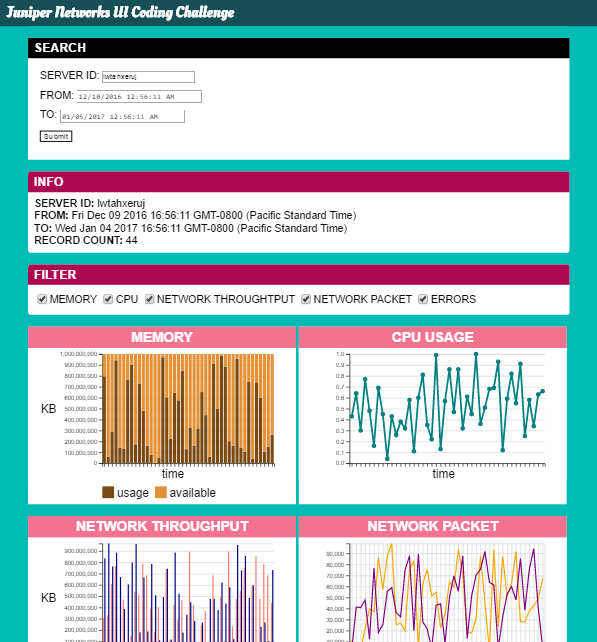 Juniper Networks UI Coding Challenge
SEARCH
SERVER ID: lwtahxeruj
FROM: 12/10/2016 12:56:11 AM
TO: 01/05/2017 12:56:11 AM
Submit
INFO
SERVER ID: lwtahxeruj
FROM: Fri Dec 09 2016 16:56:11 GMT-0800 (Pacific Standard Time)
TO: Wed Jan 04 2017 16:56:11 GMT-0800 (Pacific Standard Time)
RECORD COUNT: 44
FILTER
MEMORY CPU NETWORK THROUGHTPUT NETWORK PACKET ERRORS
MEMORY
1,000,000,000
900,000,000
800,000,000
700,000,000
600,000,000
500,000,000
400,000,000
300,000,000
200,000,000
100,000,000
0
KB
time
usage available
CPU USAGE
1.0
0.9
0.8
0.7
0.6
0.5
0.4
0.3
0.2
0.1
0.0
time
NETWORK THROUGHPUT
900,000,000
800,000,000
700,000,000
600,000,000
500,000,000
400,000,000
300,000,000
200,000,000
100,000,000
KB
NETWORK PACKET
90,000
80,000
70,000
60,000
50,000
40,000
30,000
20,000
10,000